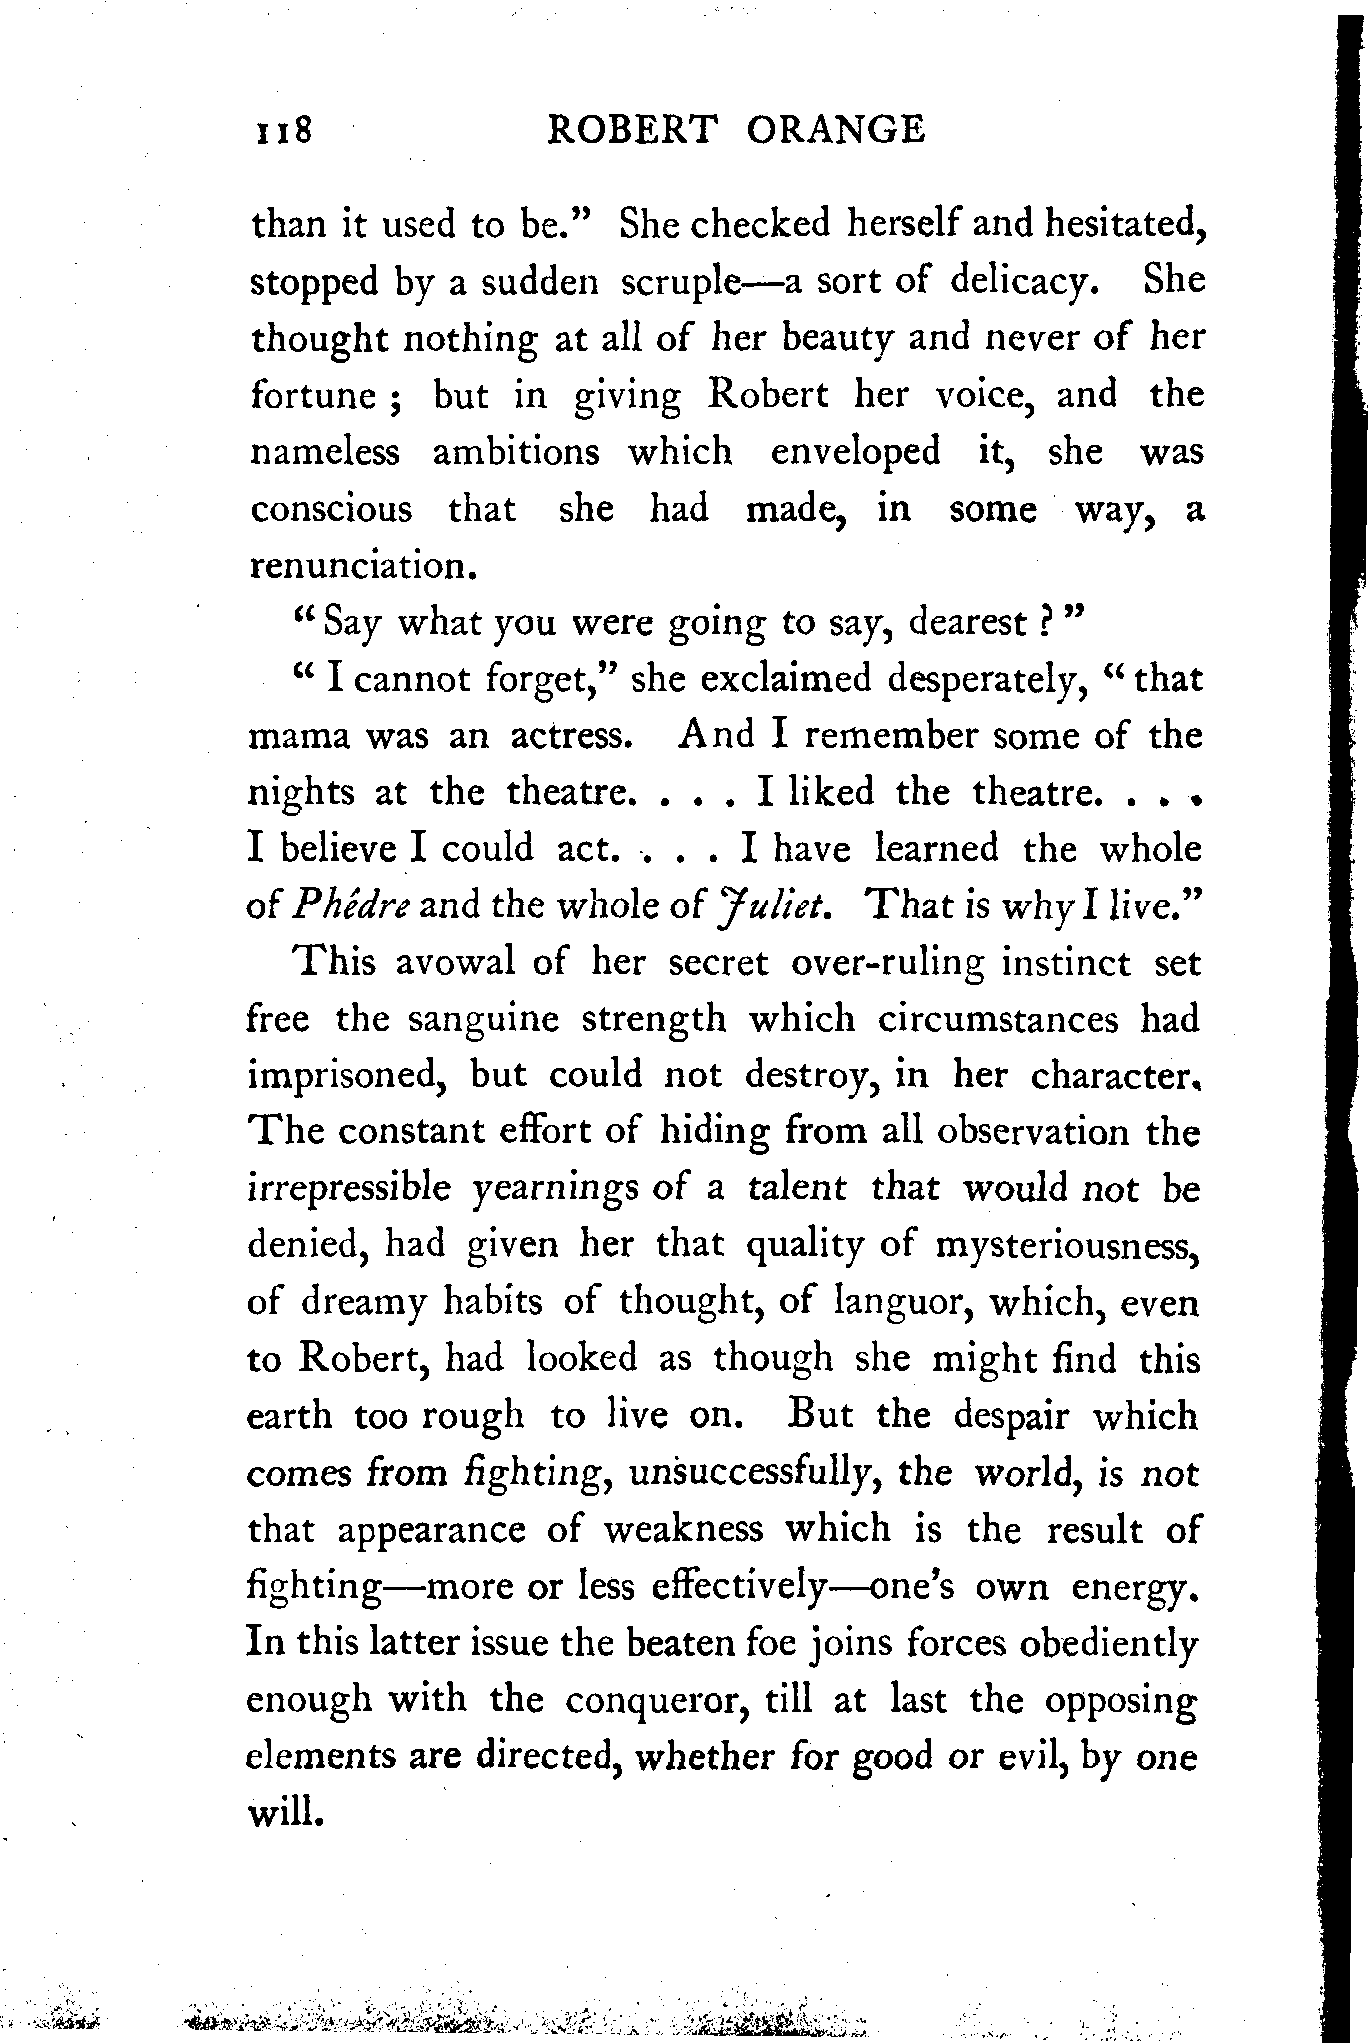 118 ROBERT ORANGE
than it used to be.” She checked herself and hesitated,
stopped by a sudden scruple—a sort of delicacy. She
thought nothing at all of her beauty and never of her
fortune ; but in giving Robert her voice, and the
nameless ambitions which enveloped it, she was
conscious that she had made, in some way, a
renunciation.
“ Say what you were going to say, dearest ? ”
“ I cannot forget,” she exclaimed desperately, “ that
mama was an actress. And I remember some of the
nights at the theatre. . . . I liked the theatre. . . .
I believe I could act. . . . I have learned the whole
of Phédre and the whole of Juliet. That is why I live.”
This avowal of her secret over-ruling instinct set
free the sanguine strength which circumstances had
imprisoned, but could not destroy, in her character.
The constant effort of hiding from all observation the
irrepressible yearnings of a talent that would not be
denied, had given her that quality of mysteriousness,
of dreamy habits of thought, of languor, which, even
to Robert, had looked as though she might find this
earth too rough to live on. But the despair which
comes from fighting, unsuccessfully, the world, is not
that appearance of weakness which is the result of
fighting—more or less effectively—one’s own energy.
In this latter issue the beaten foe joins forces obediently
enough with the conqueror, till at last the opposing
elements are directed, whether for good or evil, by one
will.